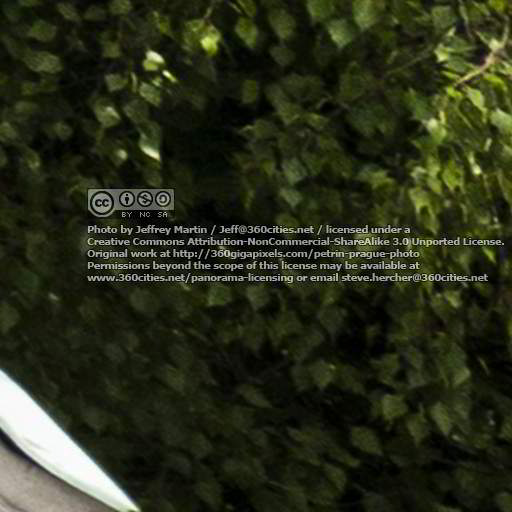 cc
BY NC SA
Photo by Jeffrey Martin / Jeff@360cities.net / licensed under a
Creative Commons Attribution-NonCommercial-ShareAlike 3.0 Unported License.
Original work at http://360gigapixels.com/petrin-prague-photo
Permissions beyond the scope of this license may be available at
www.360cities.net/panorama-licensing or email steve.hercher@360cities.net